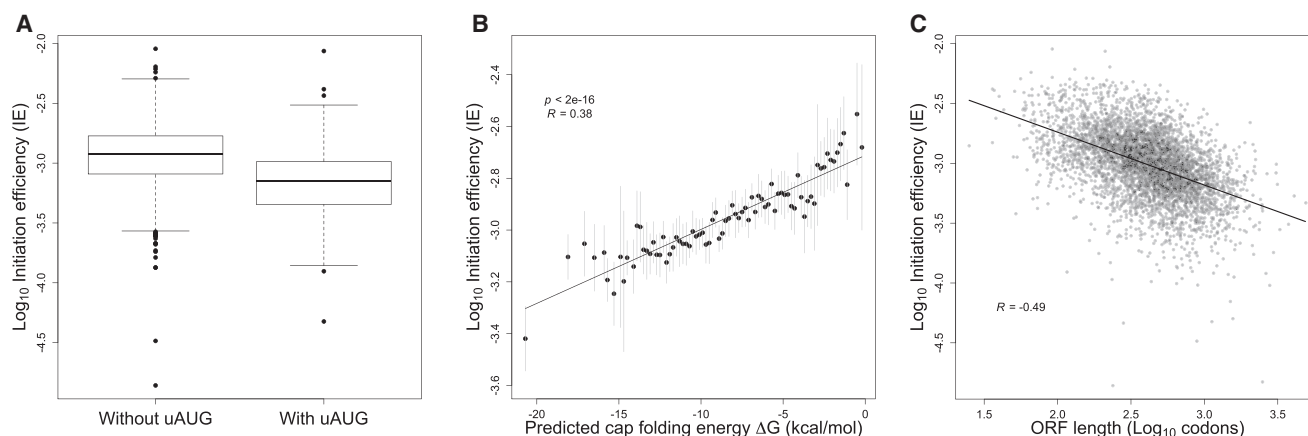 A
Log10 Initiation efficiency (IE)
-2.0
-2.5
-3.0
-3.5
-4.0
-4.5
Without uAUG
With uAUG
B
Log10 Initiation efficiency (IE)
-2.4
-2.6
-2.8
-3.0
-3.2
-3.4
-3.6
p < 2e-16
R = 0.38
-20
-15
-10
-5
0
Predicted cap folding energy ΔG (kcal/mol)
C
Log10 Initiation efficiency (IE)
-2.0
-2.5
-3.0
-3.5
-4.0
-4.5
R = -0.49
1.5
2.0
2.5
3.0
3.5
ORF length (Log10 codons)